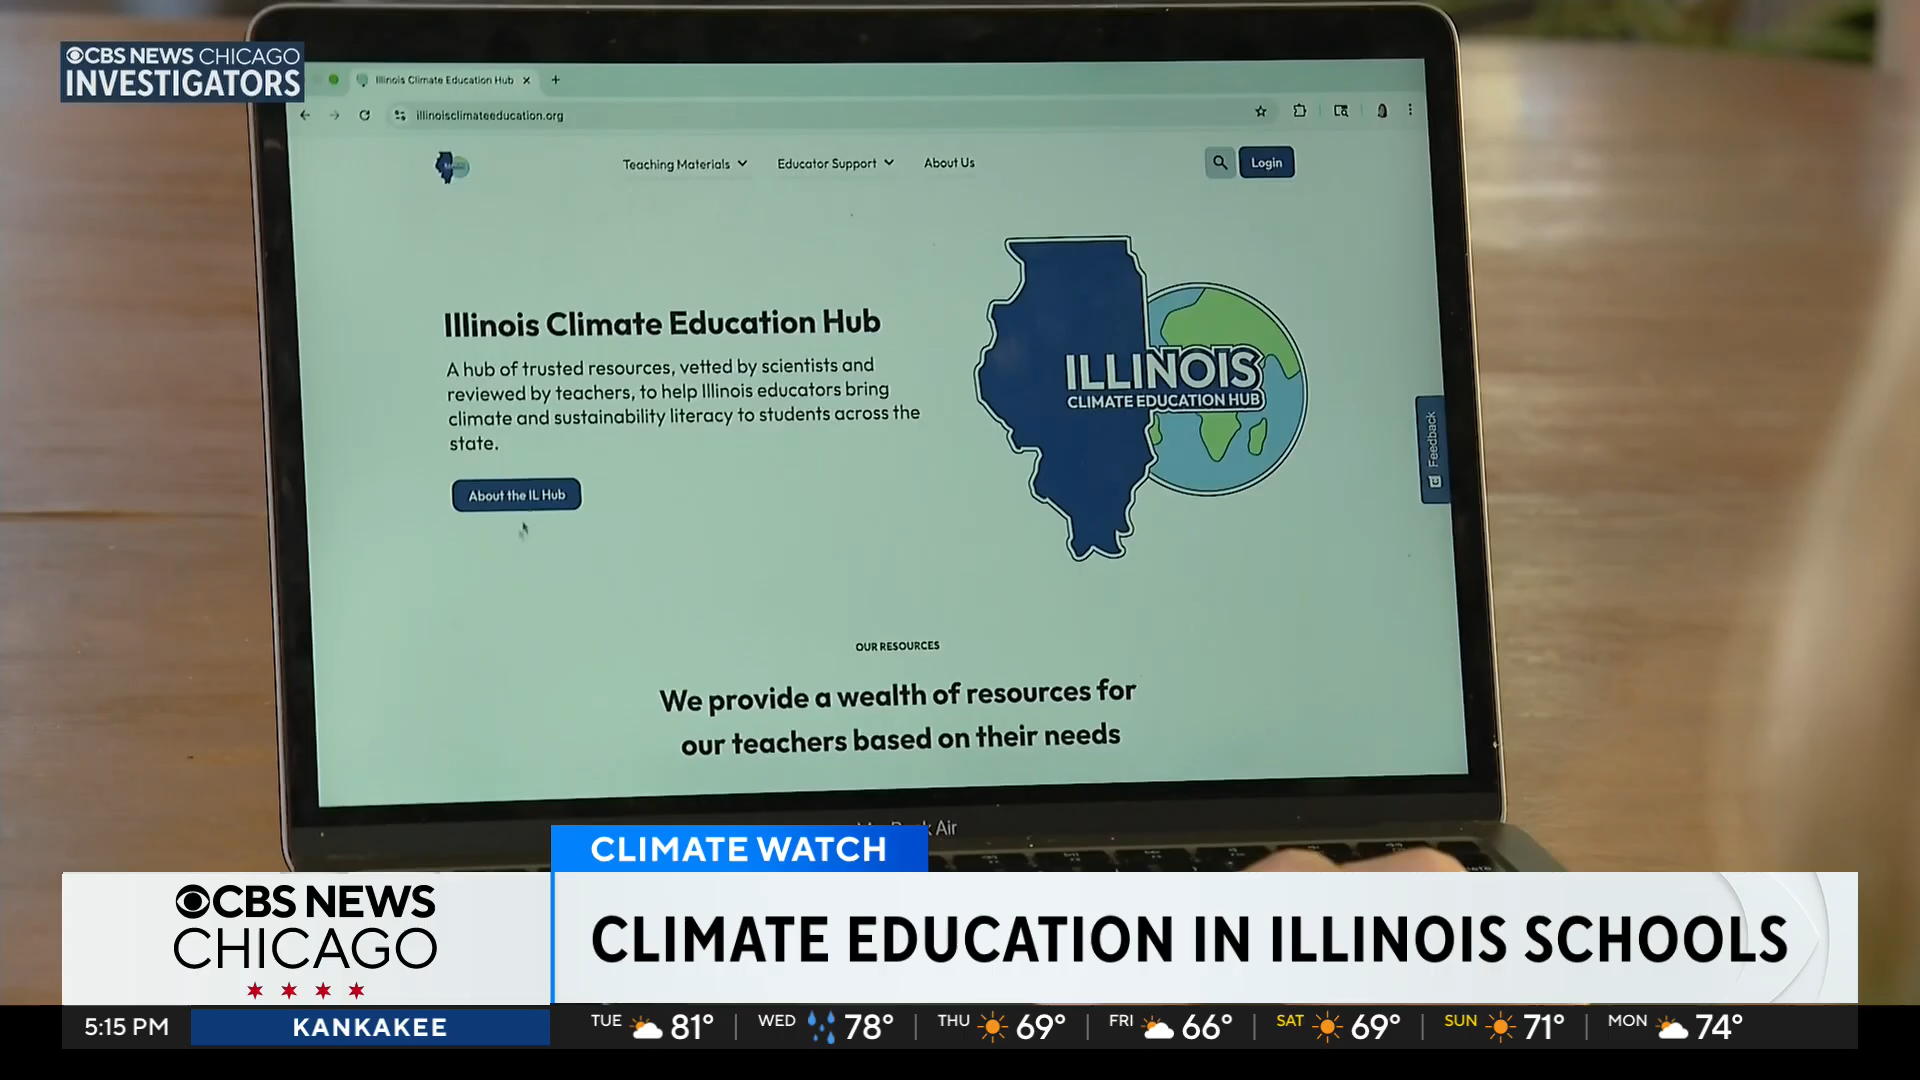 CBS NEWS CHICAGO
INVESTIGATORS
Illinois Climate Education Hub
illinoisclimateeducation.org
Teaching Materials
Educator Support
About Us
Login
Illinois Climate Education Hub
A hub of trusted resources, vetted by scientists and
reviewed by teachers, to help Illinois educators bring
climate and sustainability literacy to students across the
state.
About the IL Hub
ILLINOIS
CLIMATE EDUCATION HUB
Feedback
OUR RESOURCES
We provide a wealth of resources for
our teachers based on their needs
Air
CLIMATE WATCH
CBS NEWS
CHICAGO
CLIMATE EDUCATION IN ILLINOIS SCHOOLS
5:15 PM
KANKAKEE
TUE 81° | WED 78° | THU 69° | FRI 66° | SAT 69° | SUN 71° | MON 74°